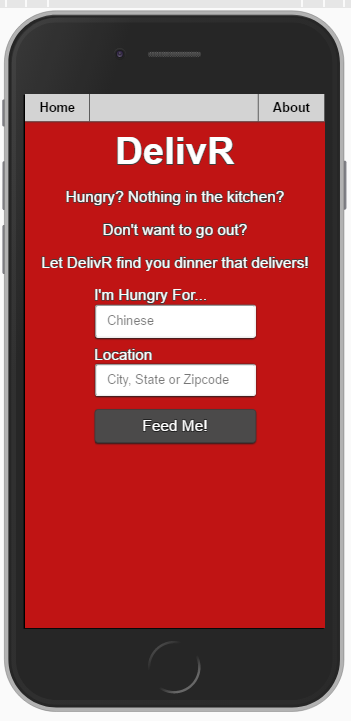 Home About
DelivR
Hungry? Nothing in the kitchen?
Don't want to go out?
Let DelivR find you dinner that delivers!
I'm Hungry For...
Chinese
Location
City, State or Zipcode
Feed Me!